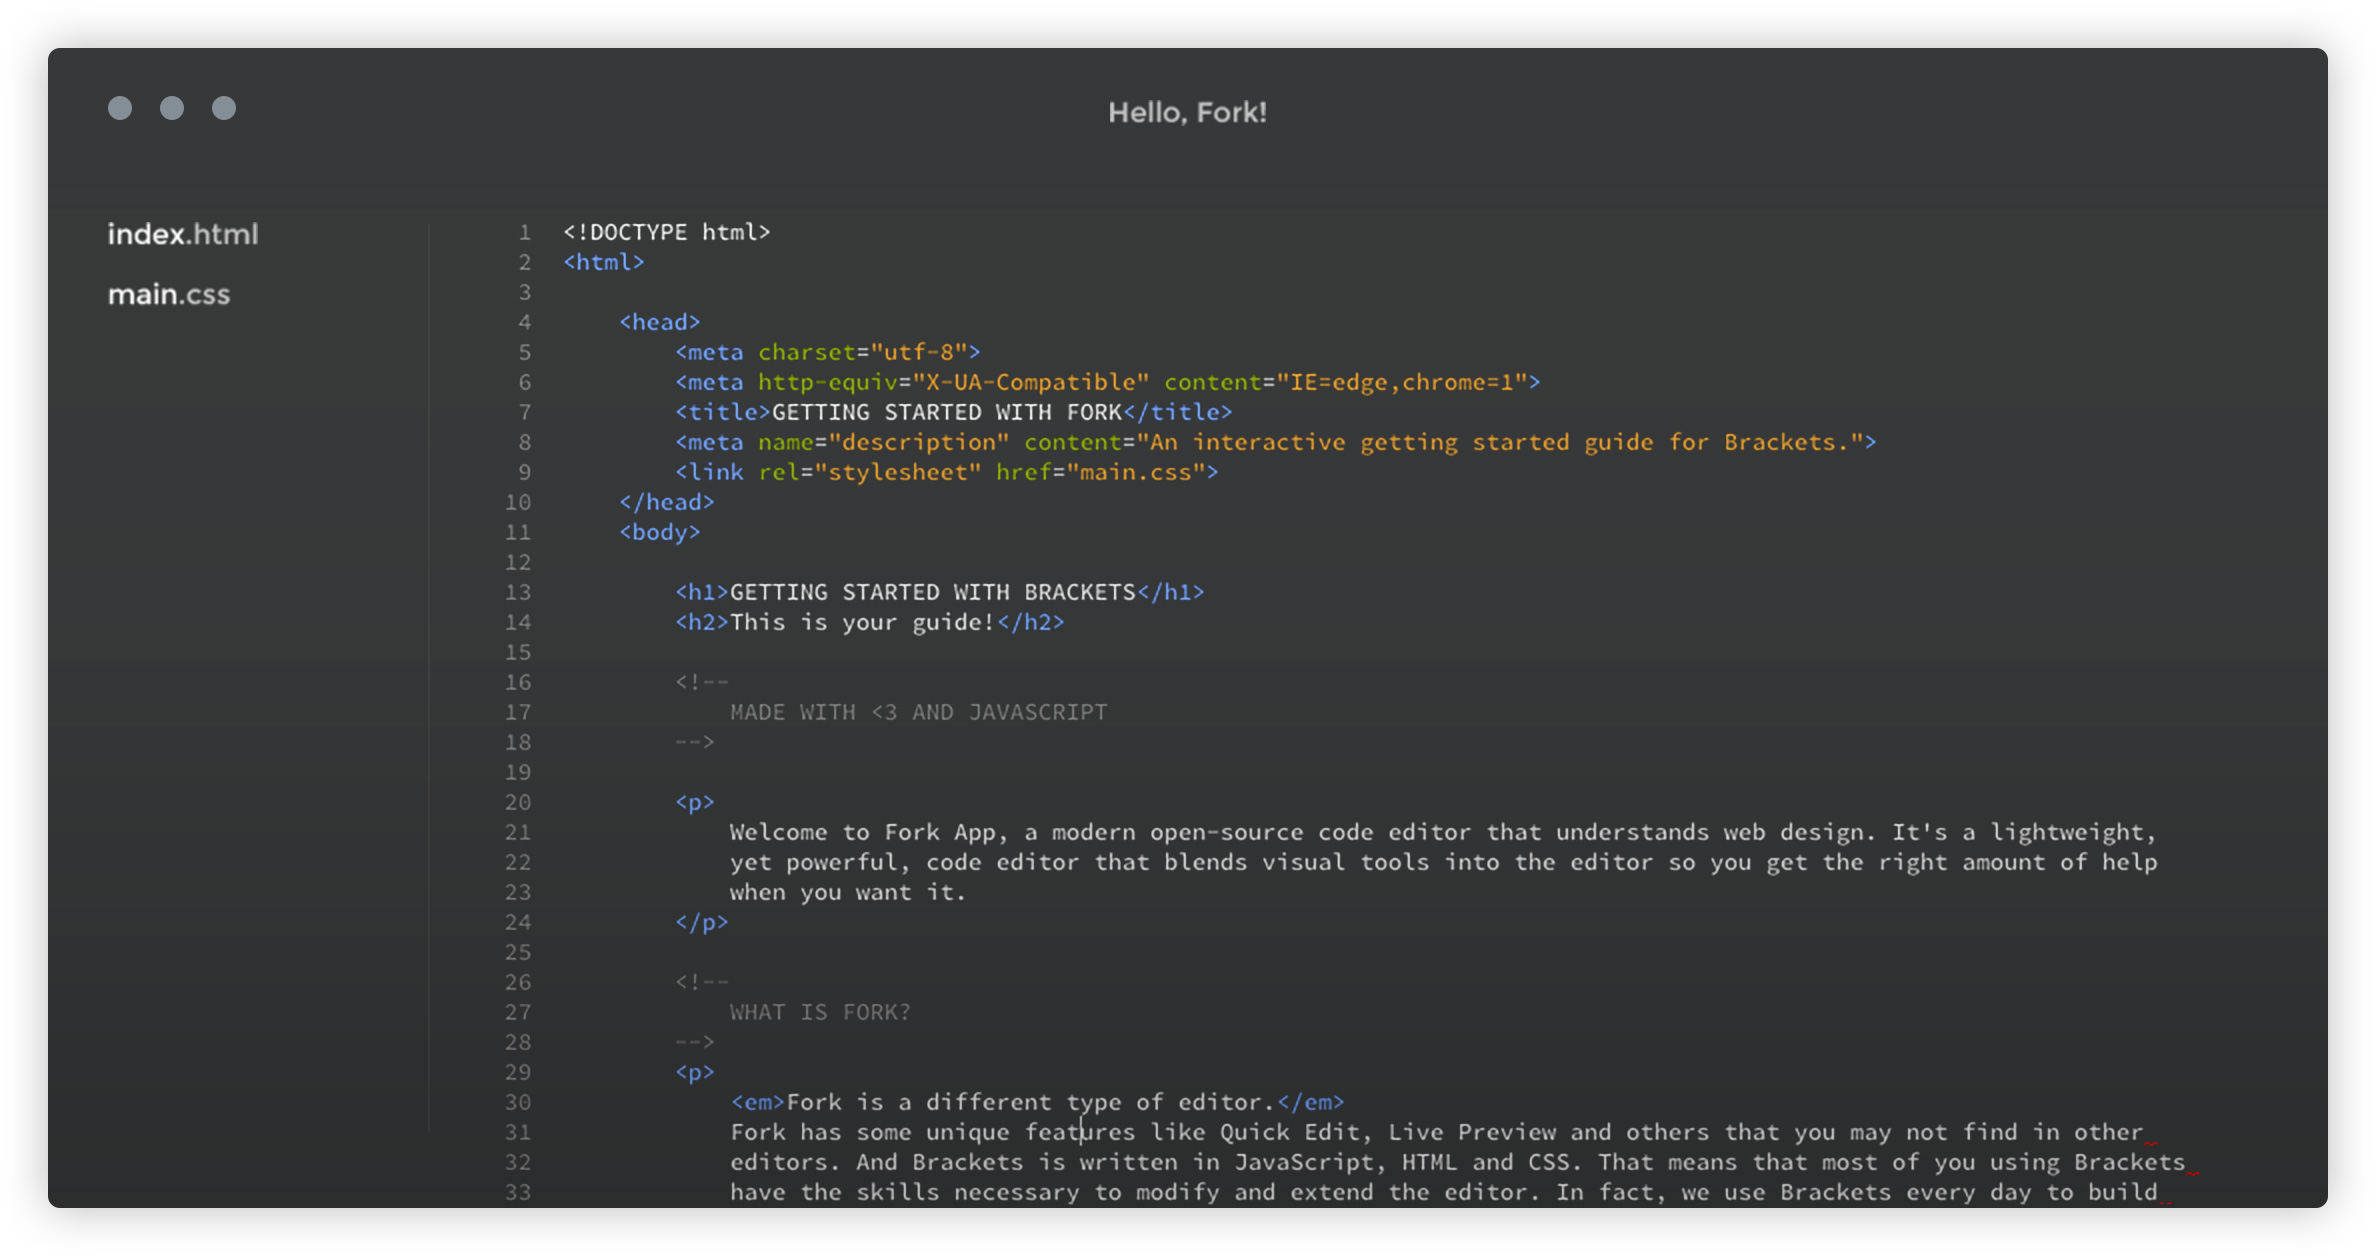 Hello, Fork!
index.html
main.css
1 <!DOCTYPE html>
2 <html>
3
4 <head>
5 <meta charset="utf-8">
6 <meta http-equiv="X-UA-Compatible" content="IE=edge,chrome=1">
7 <title>GETTING STARTED WITH FORK</title>
8 <meta name="description" content="An interactive getting started guide for Brackets.">
9 <link rel="stylesheet" href="main.css">
10 </head>
11 <body>
12
13 <h1>GETTING STARTED WITH BRACKETS</h1>
14 <h2>This is your guide!</h2>
15
16 <!--
17 MADE WITH <3 AND JAVASCRIPT
18 -->
19
20 <p>
21 Welcome to Fork App, a modern open-source code editor that understands web design. It's a lightweight,
22 yet powerful, code editor that blends visual tools into the editor so you get the right amount of help
23 when you want it.
24 </p>
25
26 <!--
27 WHAT IS FORK?
28 -->
29 <p>
30 <em>Fork is a different type of editor.</em>
31 Fork has some unique features like Quick Edit, Live Preview and others that you may not find in other
32 editors. And Brackets is written in JavaScript, HTML and CSS. That means that most of you using Brackets
33 have the skills necessary to modify and extend the editor. In fact, we use Brackets every day to build